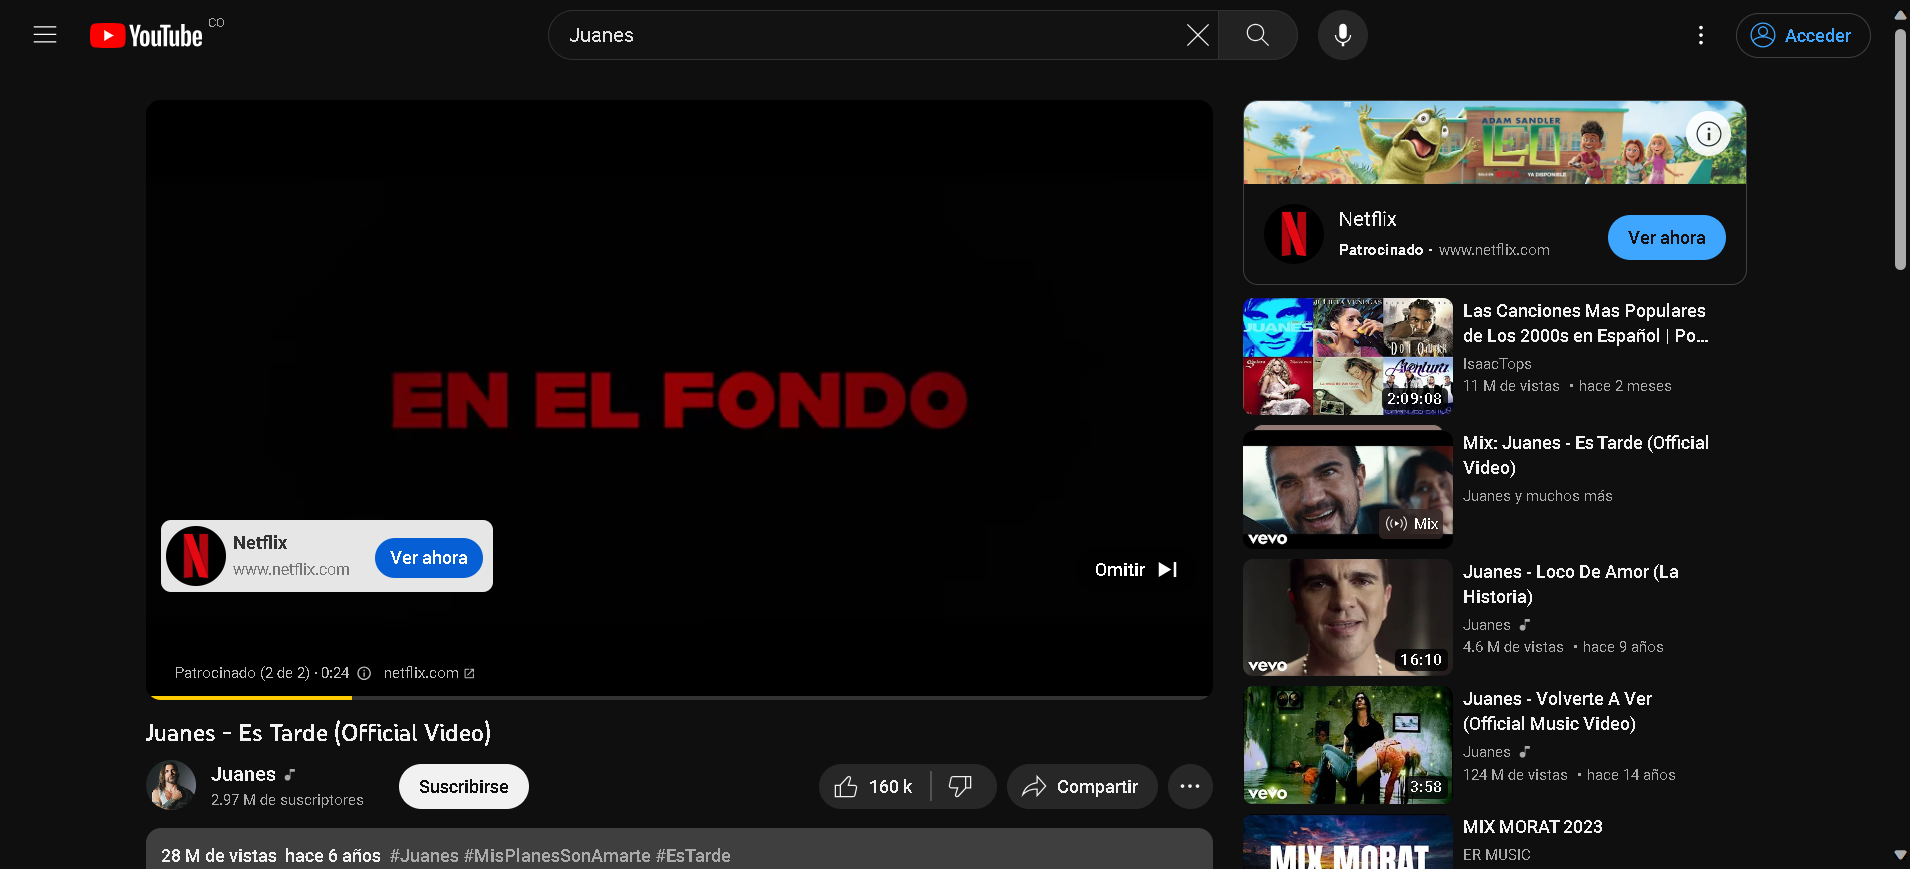 YouTube CO
Juanes
Acceder
EN EL FONDO
Netflix
www.netflix.com
Ver ahora
Omitir
Patrocinado (2 de 2) · 0:24
netflix.com
Juanes - Es Tarde (Official Video)
Juanes
2.97 M de suscriptores
Suscribirse
160 k
Compartir
28 M de vistas hace 6 años #Juanes #MisPlanesSonAmarte #EsTarde
ADAM SANDLER
LEO
YA DISPONIBLE
Netflix
Patrocinado · www.netflix.com
Ver ahora
JUANES
JULIETA VENEGAS
DON OMAR
Aventura
2:09:08
Las Canciones Mas Populares
de Los 2000s en Español | Po...
IsaacTops
11 M de vistas • hace 2 meses
vevo
Mix
Mix: Juanes - Es Tarde (Official
Video)
Juanes y muchos más
vevo
16:10
Juanes - Loco De Amor (La
Historia)
Juanes
4.6 M de vistas • hace 9 años
vevo
3:58
Juanes - Volverte A Ver
(Official Music Video)
Juanes
124 M de vistas • hace 14 años
MIX MORAT
MIX MORAT 2023
ER MUSIC